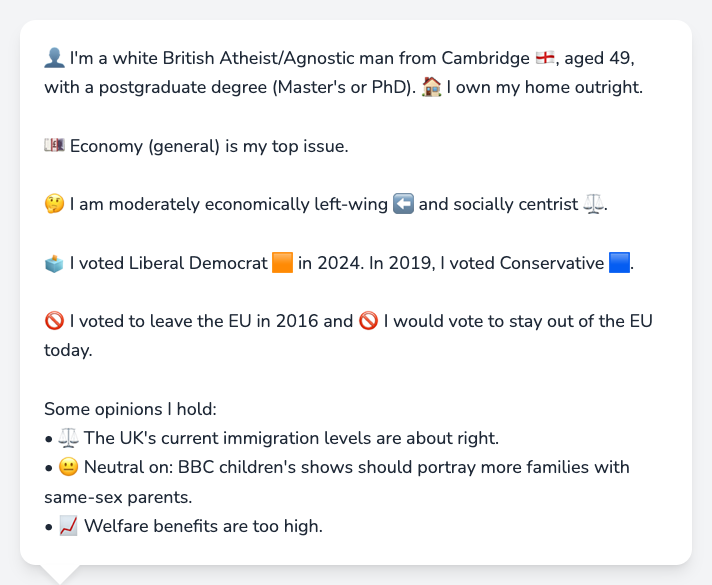 👤 I'm a white British Atheist/Agnostic man from Cambridge 🏴󠁧󠁢󠁥󠁮󠁧󠁿, aged 49,
with a postgraduate degree (Master's or PhD). 🏠 I own my home outright.
💷 Economy (general) is my top issue.
🤔 I am moderately economically left-wing ⬅️ and socially centrist ⚖️.
🗳️ I voted Liberal Democrat 🟧 in 2024. In 2019, I voted Conservative 🟦.
🚫 I voted to leave the EU in 2016 and 🚫 I would vote to stay out of the EU
today.
Some opinions I hold:
• ⚖️ The UK's current immigration levels are about right.
• 😐 Neutral on: BBC children's shows should portray more families with
same-sex parents.
• 📈 Welfare benefits are too high.